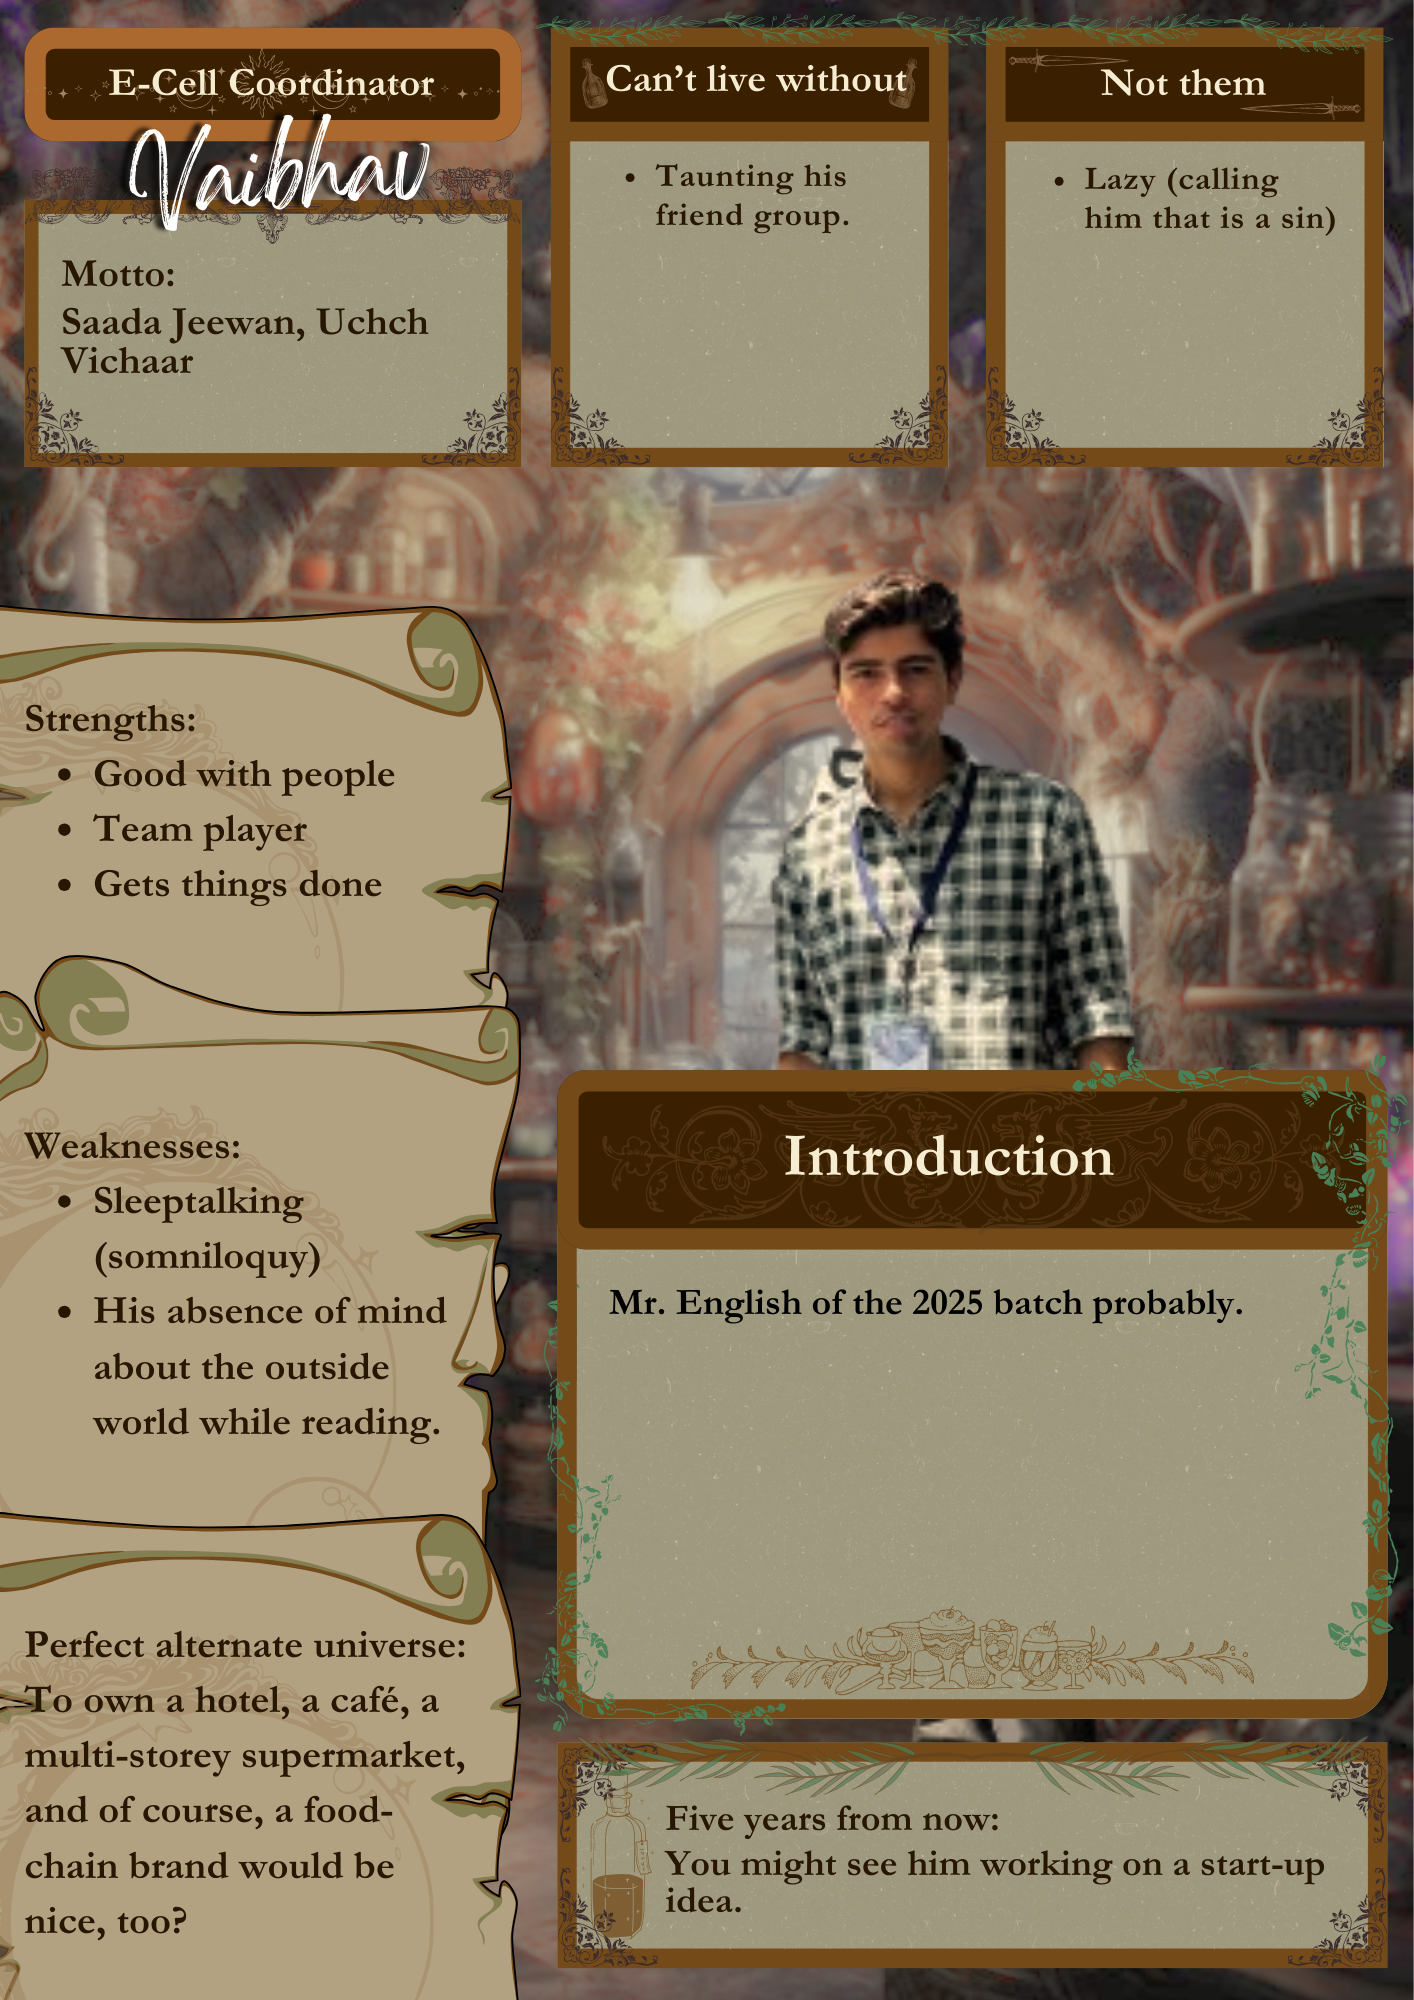 E-Cell Coordinator
Vaibhav
Motto:
Saada Jeewan, Uchch
Vichaar
Can't live without
• Taunting his
friend group.
Not them
• Lazy (calling
him that is a sin)
Strengths:
• Good with people
• Team player
• Gets things done
Weaknesses:
• Sleeptalking
(somniloquy)
• His absence of mind
about the outside
world while reading.
Perfect alternate universe:
To own a hotel, a café, a
multi-storey supermarket,
and of course, a food-
chain brand would be
nice, too?
Introduction
Mr. English of the 2025 batch probably.
Five years from now:
You might see him working on a start-up
idea.